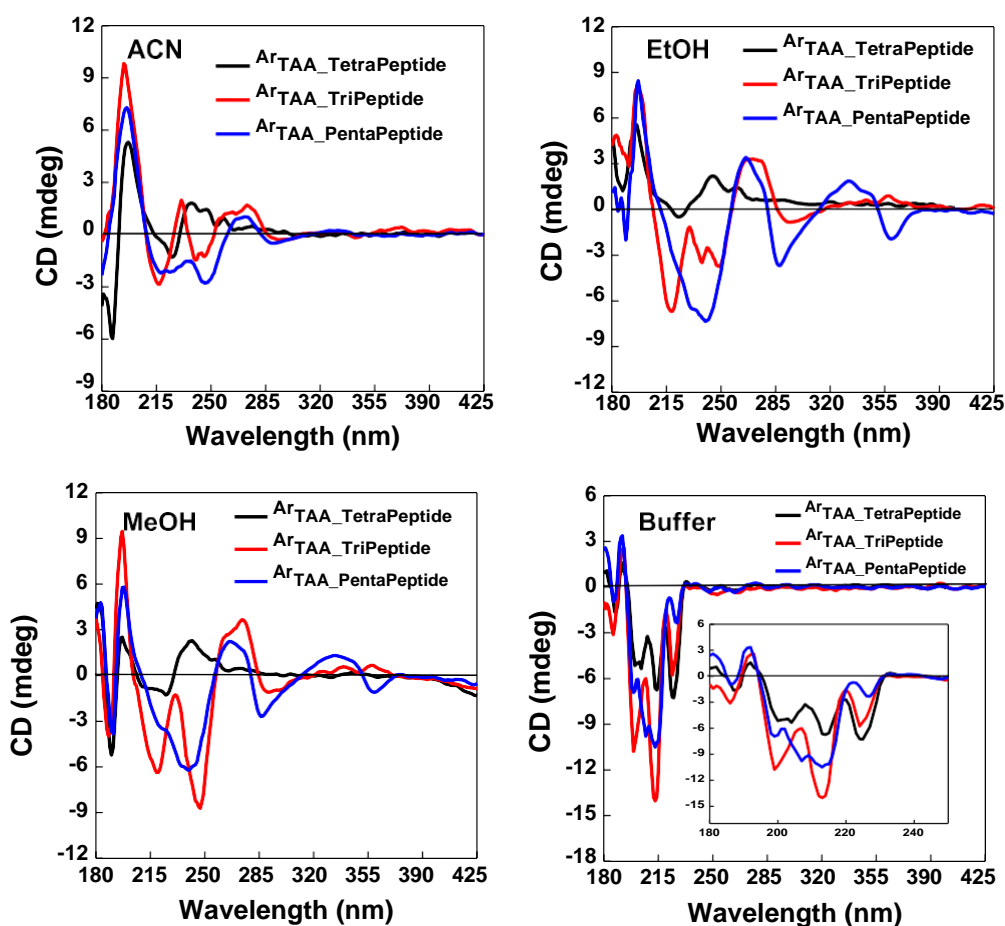 ACN
ArTAA_TetraPeptide
ArTAA_TriPeptide
ArTAA_PentaPeptide
CD (mdeg)
12
9
6
3
0
-3
-6
-9
180 215 250 285 320 355 390 425
Wavelength (nm)
EtOH
ArTAA_TetraPeptide
ArTAA_TriPeptide
ArTAA_PentaPeptide
CD (mdeg)
12
9
6
3
0
-3
-6
-9
-12
180 215 250 285 320 355 390 425
Wavelength (nm)
MeOH
ArTAA_TetraPeptide
ArTAA_TriPeptide
ArTAA_PentaPeptide
CD (mdeg)
12
9
6
3
0
-3
-6
-9
-12
180 215 250 285 320 355 390 425
Wavelength (nm)
Buffer
ArTAA_TetraPeptide
ArTAA_TriPeptide
ArTAA_PentaPeptide
CD (mdeg)
6
3
0
-3
-6
-9
-12
-15
-18
6
3
0
-3
-6
-9
-12
-15
180 200 220 240
180 215 250 285 320 355 390 425
Wavelength (nm)